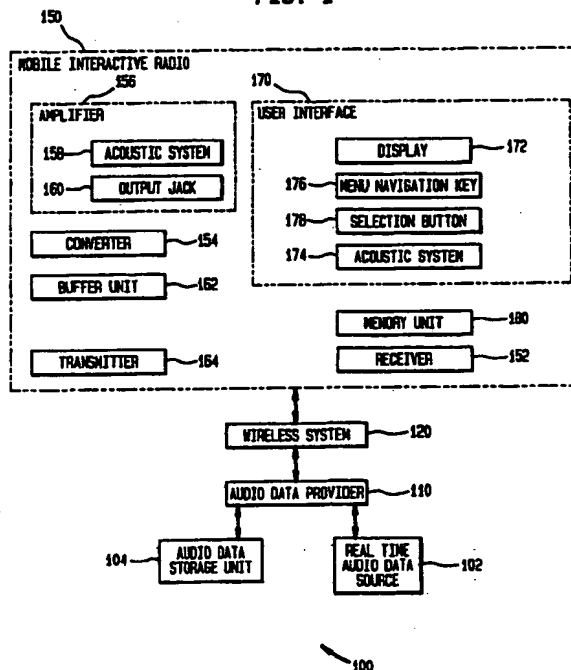 FIG. 1
150
MOBILE INTERACTIVE RADIO
156
AMPLIFIER
158 ACOUSTIC SYSTEM
160 OUTPUT JACK
CONVERTER 154
BUFFER UNIT 162
TRANSMITTER 164
170
USER INTERFACE
DISPLAY 172
176 MENU NAVIGATION KEY
178 SELECTION BUTTON
174 ACOUSTIC SYSTEM
MEMORY UNIT 180
RECEIVER 152
WIRELESS SYSTEM 120
AUDIO DATA PROVIDER 110
104 AUDIO DATA
STORAGE UNIT
REAL TIME
AUDIO DATA 102
SOURCE
100